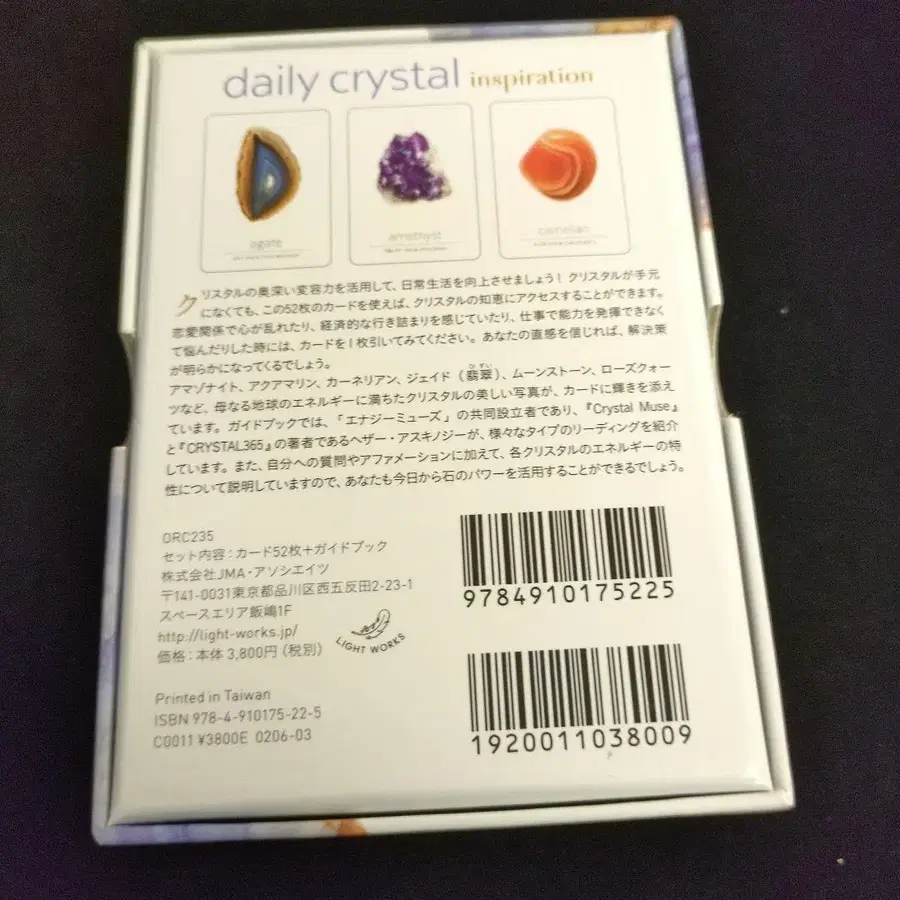 daily crystal inspiration
agate
amethyst
carnelian
クリスタルの奥深い変容力を活用して、日常生活を向上させましょう! クリスタルが手元
になくても、この52枚のカードを使えば、クリスタルの知恵にアクセスすることができます。
恋愛関係で心が乱れたり、経済的な行き詰まりを感じていたり、仕事で能力を発揮できなく
て悩んだりした時には、カードを1枚引いてみてください。あなたの直感を信じれば、解決策
が明らかになってくるでしょう。
アマゾナイト、アクアマリン、カーネリアン、ジェイド(翡翠)、ムーンストーン、ローズクォー
ひすい
ツなど、母なる地球のエネルギーに満ちたクリスタルの美しい写真が、カードに輝きを添え
ています。ガイドブックでは、「エナジーミューズ」の共同設立者であり、『Crystal Muse』
と『CRYSTAL365』の著者であるヘザー・アスキノジーが、様々なタイプのリーディングを紹介
しています。また、自分への質問やアファメーションに加えて、各クリスタルのエネルギーの特
性について説明していますので、あなたも今日から石のパワーを活用することができるでしょう。
ORC235
セット内容:カード52枚+ガイドブック
株式会社JMA・アソシエイツ
〒141-0031東京都品川区西五反田2-23-1
スペースエリア飯嶋1F
http://light-works.jp/
価格:本体 3,800円(税別)
LIGHT WORKS
Printed in Taiwan
ISBN 978-4-910175-22-5
C0011 ¥3800E 0206-03
9784910175225
1920011038009